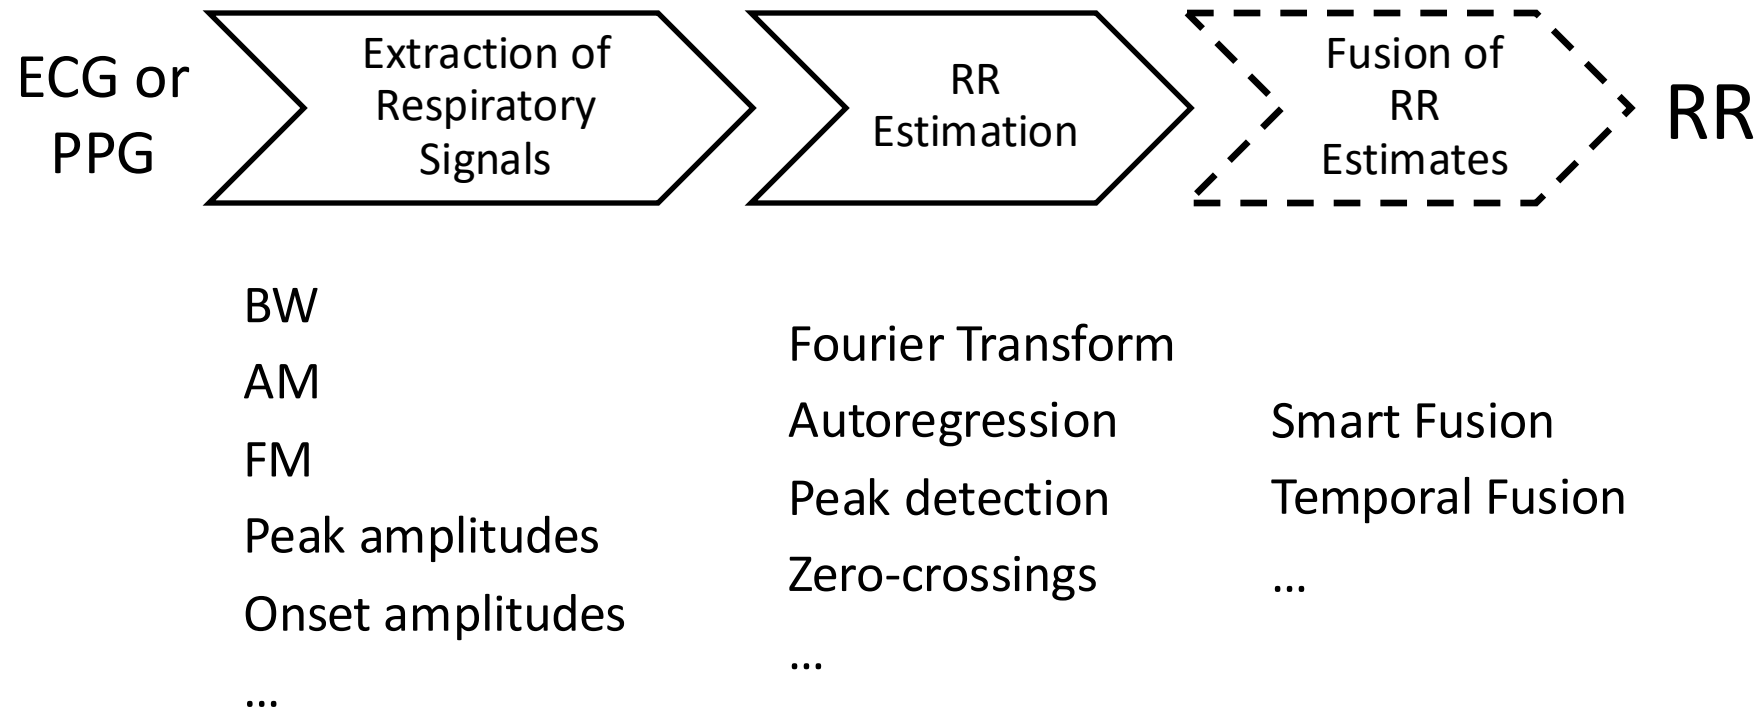 ECG or
PPG
Extraction of
Respiratory
Signals
RR
Estimation
Fusion of
RR
Estimates
RR
BW
AM
FM
Peak amplitudes
Onset amplitudes
...
Fourier Transform
Autoregression
Peak detection
Zero-crossings
...
Smart Fusion
Temporal Fusion
...